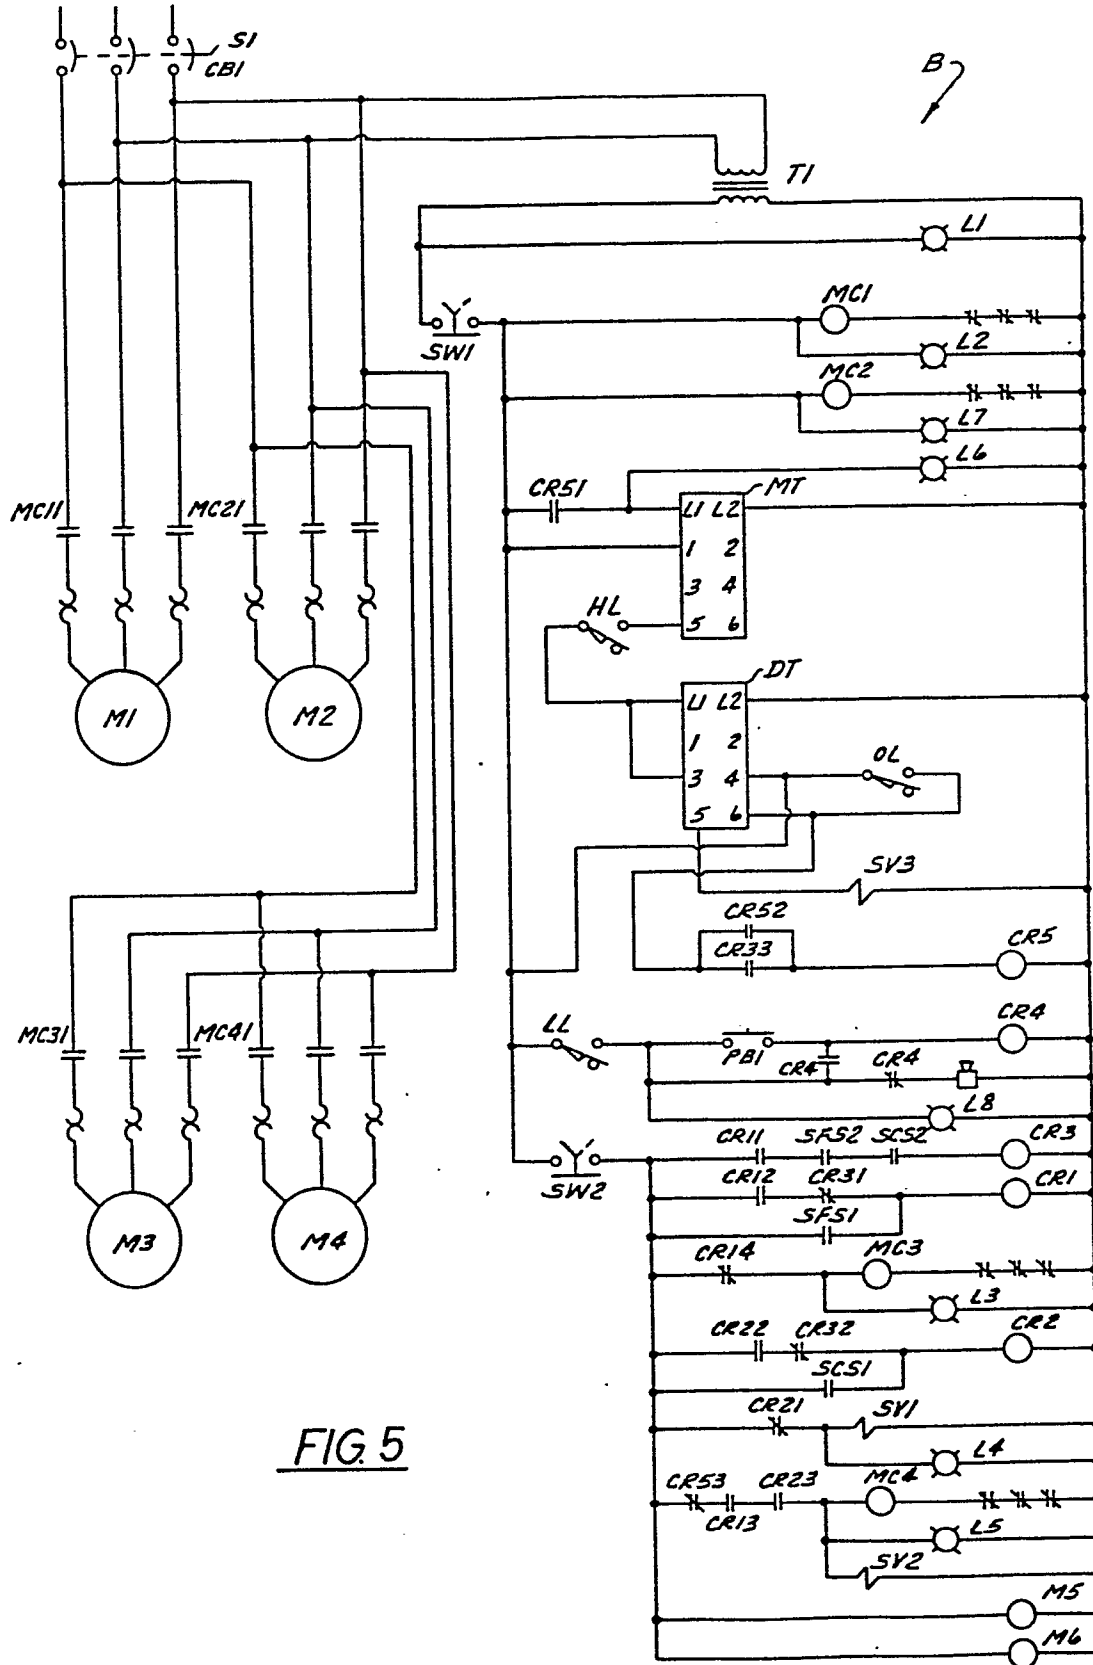 S1
CB1
B
T1
L1
MC1
SW1
L2
MC2
L7
L6
CR51
MT
MC11
MC21
L1 L2
1 2
3 4
HL
5 6
DT
M1
M2
L1 L2
1 2
OL
3 4
5 6
SV3
CR52
CR33
CR5
MC31
MC41
LL
CR4
PB1
CR4
CR4
L8
CR11
SFS2
SCS2
CR3
SW2
CR12
CR31
CR1
SFS1
M3
M4
CR14
MC3
L3
CR22
CR32
CR2
SCS1
CR21
SV1
FIG. 5
L4
CR53
CR23
MC4
CR13
L5
SV2
M5
M6